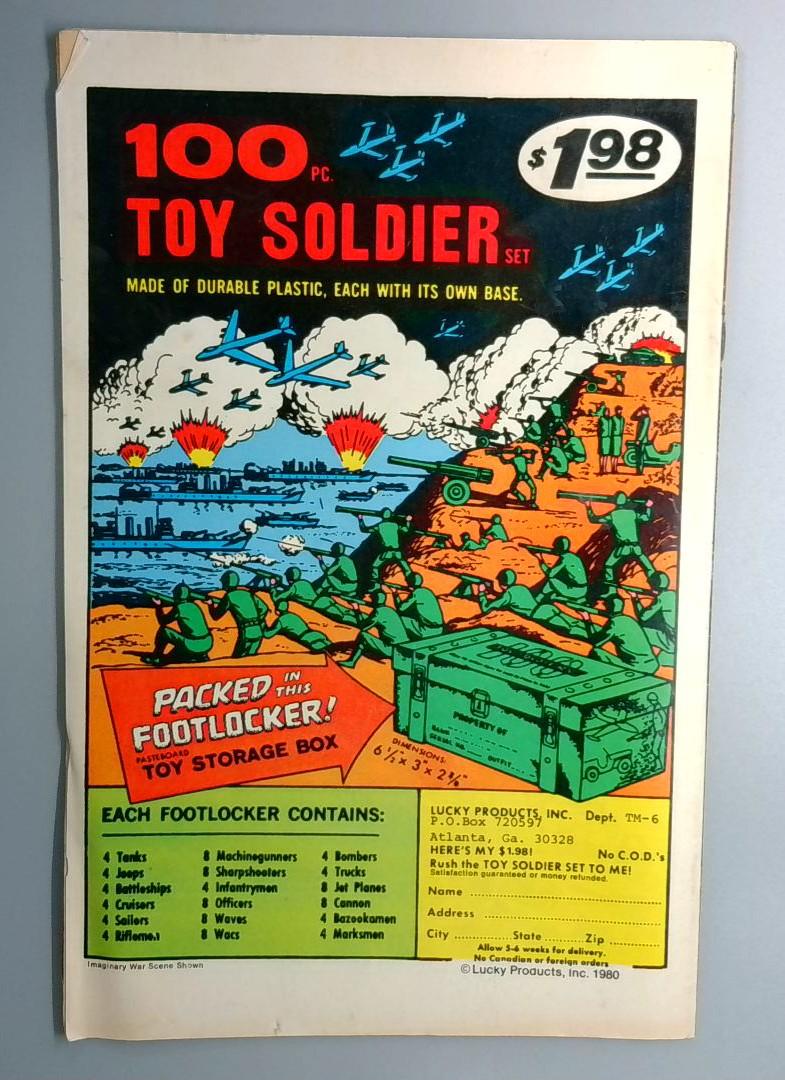 100 PC.
$1.98
TOY SOLDIER SET
MADE OF DURABLE PLASTIC, EACH WITH ITS OWN BASE.
PACKED IN THIS
FOOTLOCKER!
PASTEBOARD
TOY STORAGE BOX
PROPERTY OF
NAME
SERIAL NO.
OUTFIT
DIMENSIONS:
6 1/2" x 3" x 2
EACH FOOTLOCKER CONTAINS:
4 Tanks
4 Jeeps
4 Battleships
4 Cruisers
4 Sailors
4 Riflemen
8 Machinegunners
8 Sharpshooters
4 Infantrymen
8 Officers
8 Waves
8 Wacs
4 Bombers
4 Trucks
8 Jet Planes
8 Cannon
4 Bazookamen
4 Marksmen
LUCKY PRODUCTS, INC. Dept. TM-6
P.O.Box 720597
Atlanta, Ga. 30328
HERE'S MY $1.98! No C.O.D.'s
Rush the TOY SOLDIER SET TO ME!
Satisfaction guaranteed or money refunded.
Name
Address
City State Zip
Allow 5-6 weeks for delivery.
No Canadian or foreign orders
Imaginary War Scene Shown
© Lucky Products, Inc. 1980